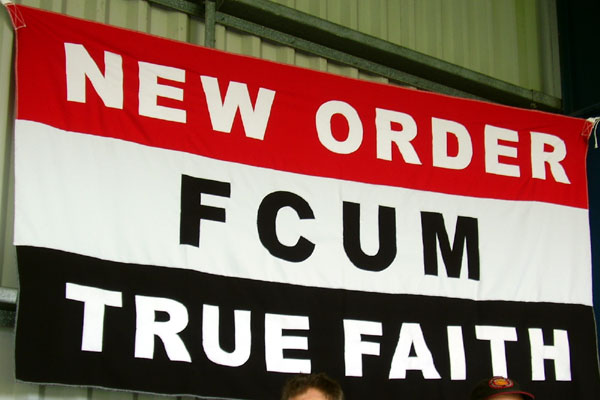 NEW ORDER
FCUM
TRUE FAITH